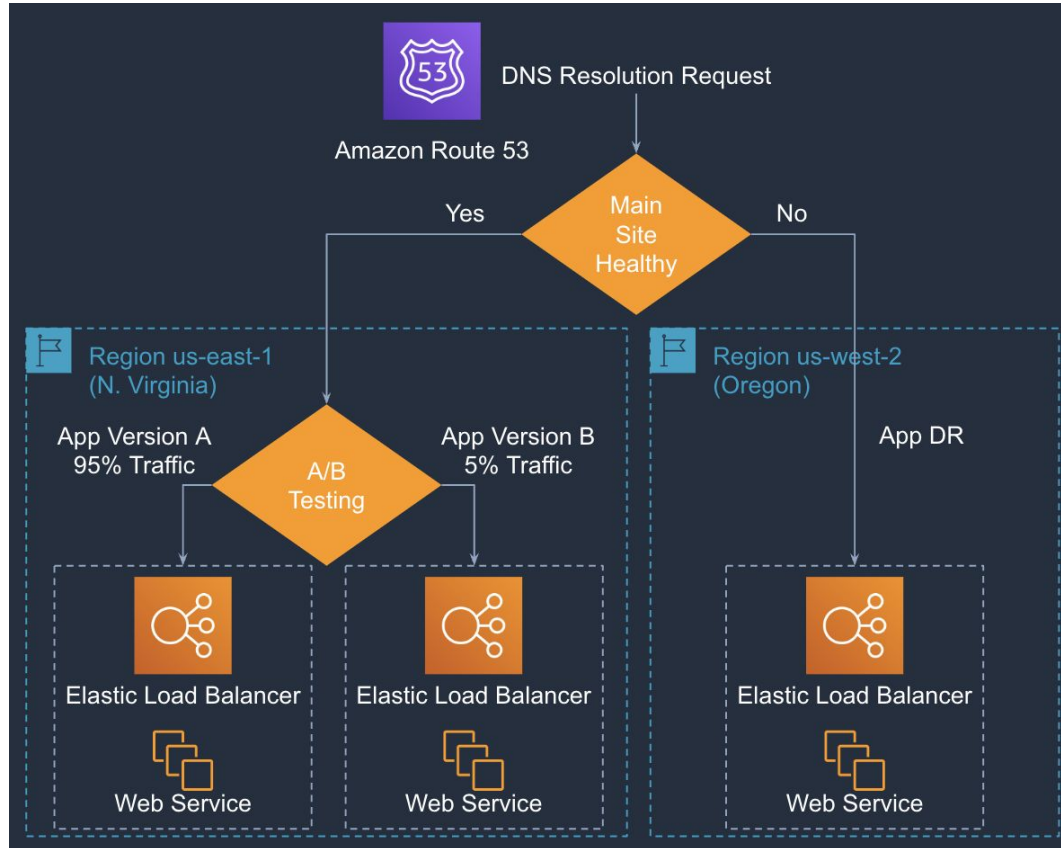 53
DNS Resolution Request
Amazon Route 53
Yes
Main
Site
Healthy
No
Region us-east-1
(N. Virginia)
Region us-west-2
(Oregon)
App Version A
95% Traffic
A/B
Testing
App Version B
5% Traffic
App DR
Elastic Load Balancer
Web Service
Elastic Load Balancer
Web Service
Elastic Load Balancer
Web Service